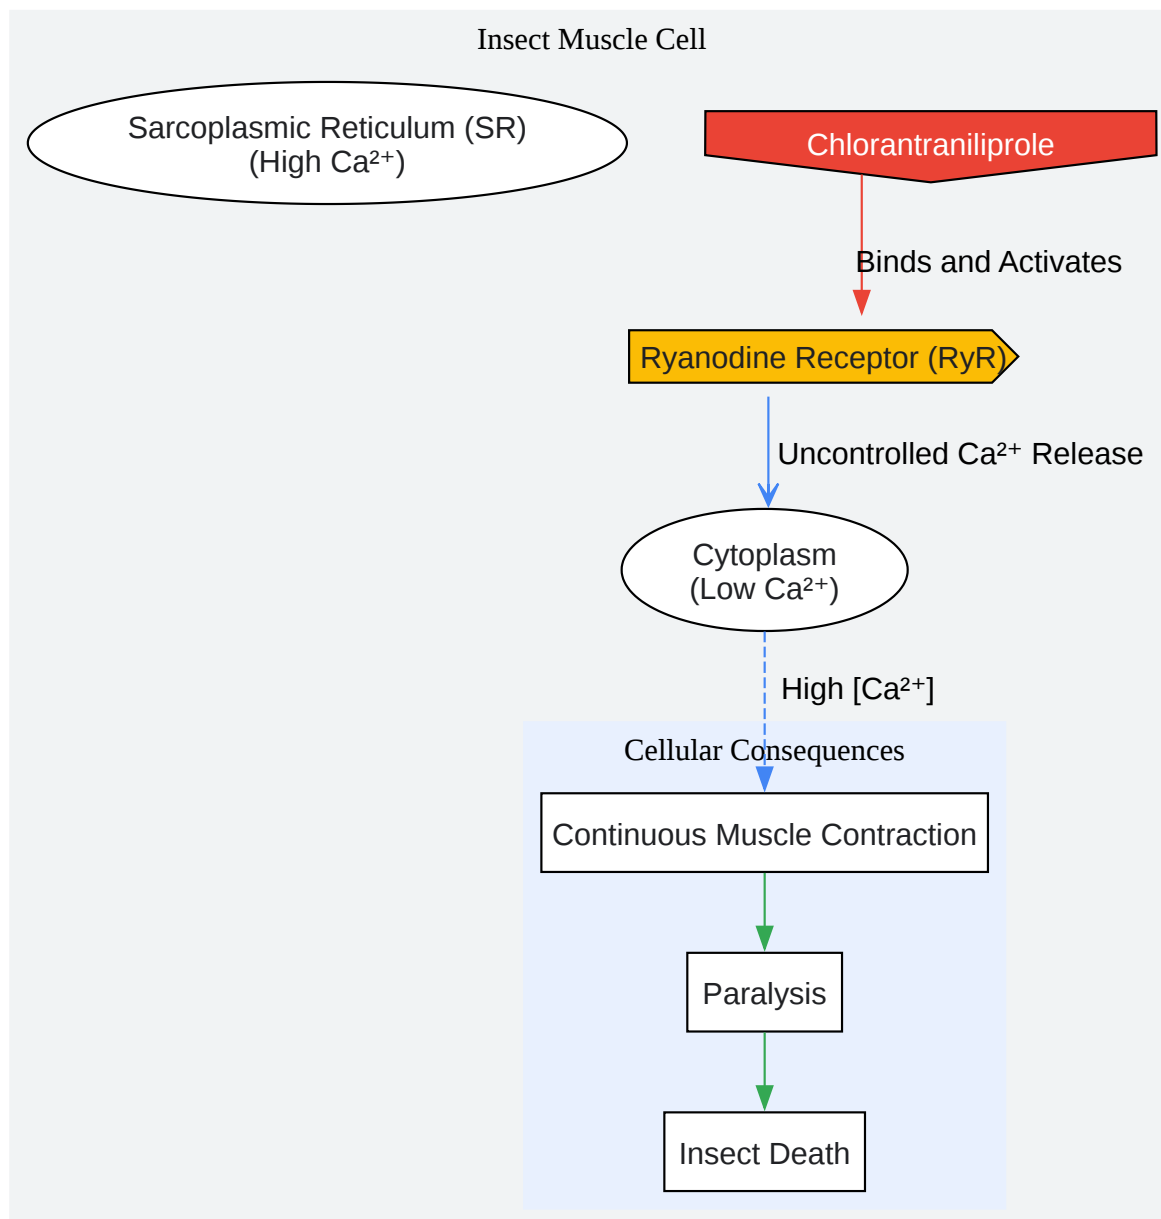 Insect Muscle Cell
Sarcoplasmic Reticulum (SR)
(High Ca²⁺)
Chlorantraniliprole
Binds and Activates
Ryanodine Receptor (RyR)
Uncontrolled Ca²⁺ Release
Cytoplasm
(Low Ca²⁺)
High [Ca²⁺]
Cellular Consequences
Continuous Muscle Contraction
Paralysis
Insect Death